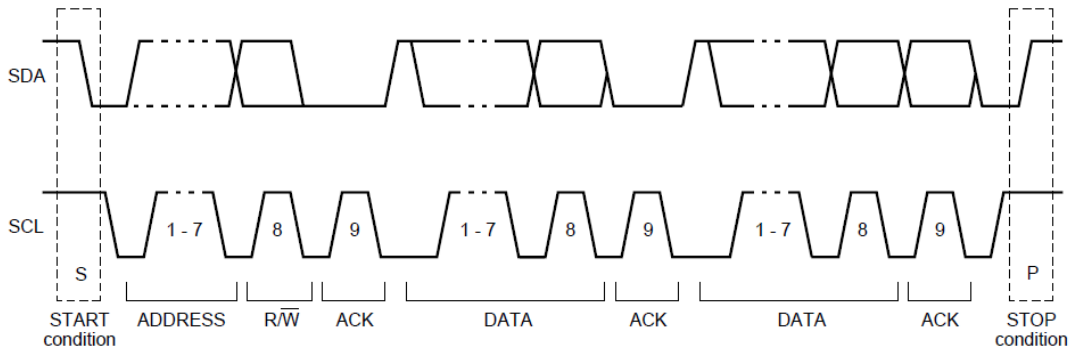 SDA
SCL
1 - 7
8
9
1 - 7
8
9
1 - 7
8
9
S
P
START
condition
ADDRESS
R/W̅
ACK
DATA
ACK
DATA
ACK
STOP
condition